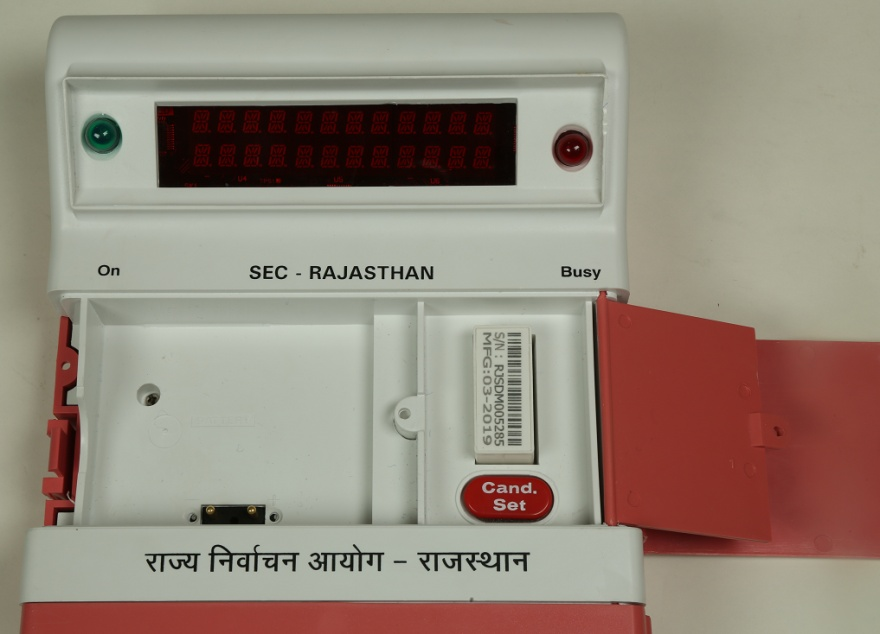 On
SEC - RAJASTHAN
Busy
S/N : RJSDM005285
MFG:03-2019
Cand.
Set
राज्य निर्वाचन आयोग – राजस्थान